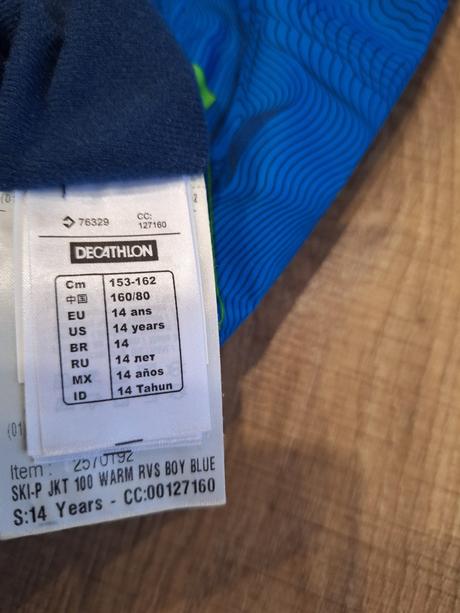 76329
CC:
127160
DECATHLON
Cm 153-162
中国 160/80
EU 14 ans
US 14 years
BR 14
RU 14 лет
MX 14 años
ID 14 Tahun
(01
Item : 2570192
SKI-P JKT 100 WARM RVS BOY BLUE
S:14 Years - CC:00127160